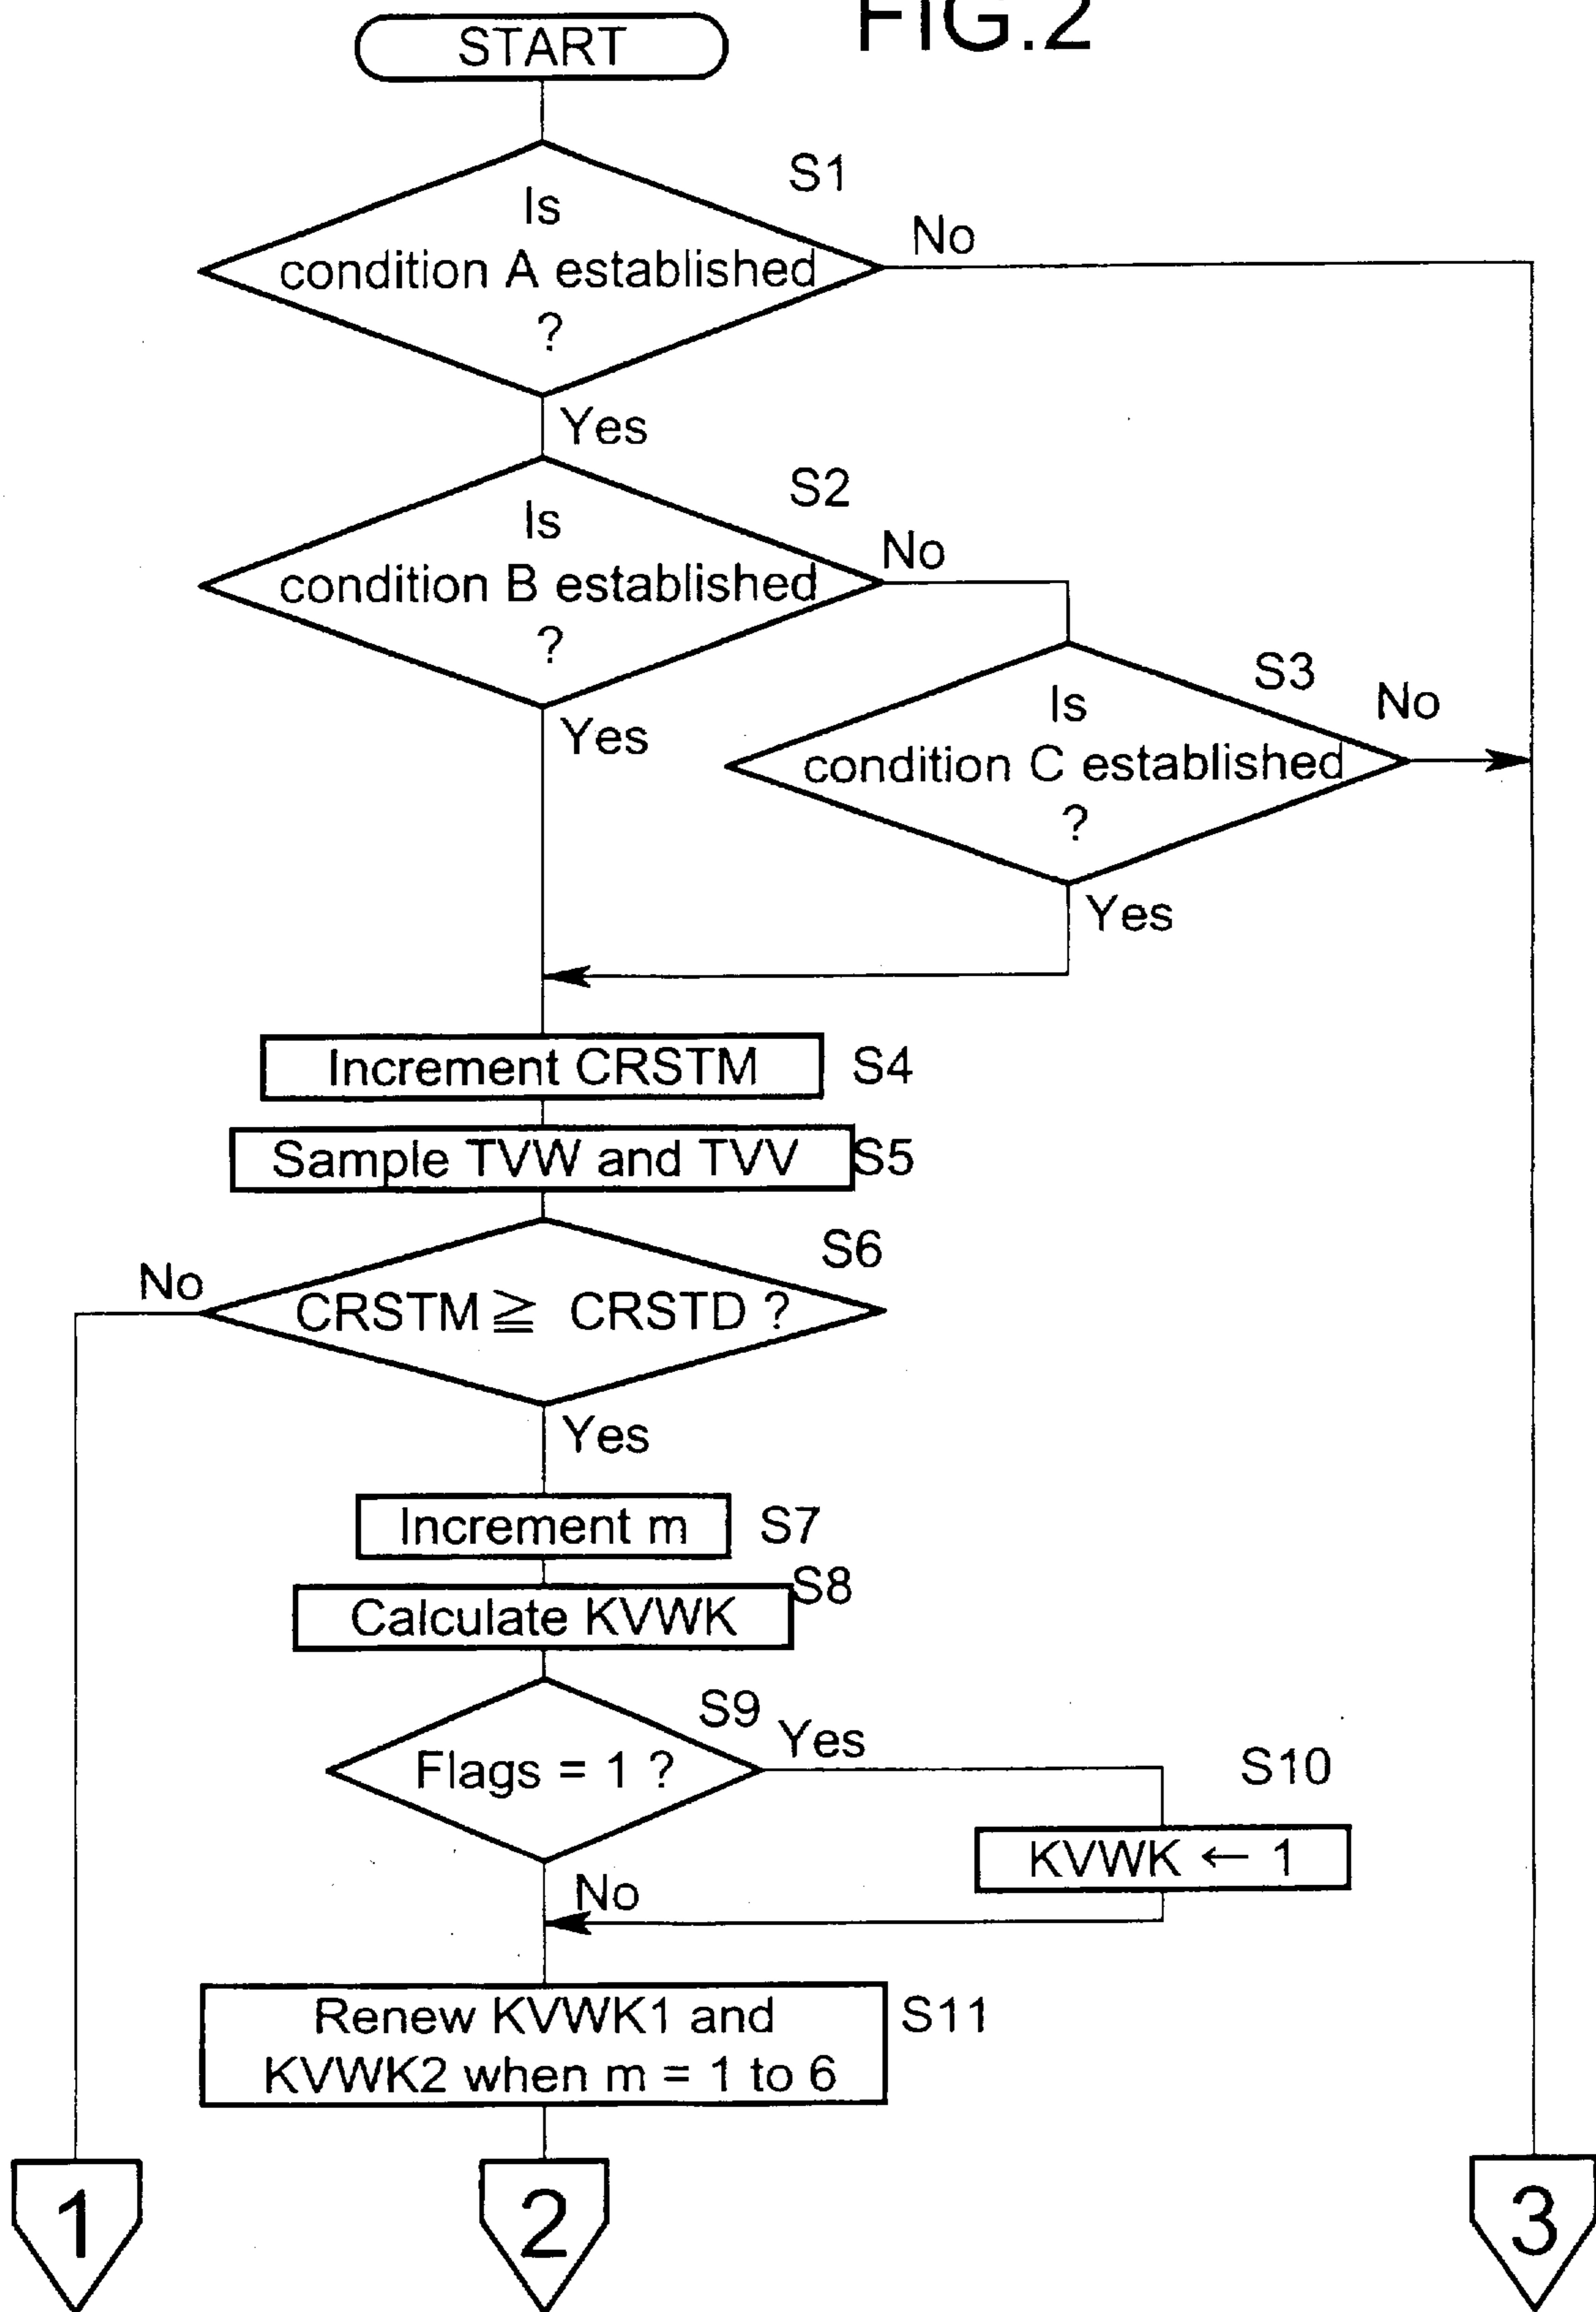 FIG.2
START
S1
Is
condition A established
?
No
Yes
S2
Is
condition B established
?
No
Yes
S3
Is
condition C established
?
No
Yes
Increment CRSTM
S4
Sample TVW and TVV
S5
S6
CRSTM ≧ CRSTD ?
No
Yes
Increment m
S7
Calculate KVWK
S8
S9
Flags = 1 ?
Yes
S10
KVWK ← 1
No
Renew KVWK1 and
KVWK2 when m = 1 to 6
S11
1
2
3